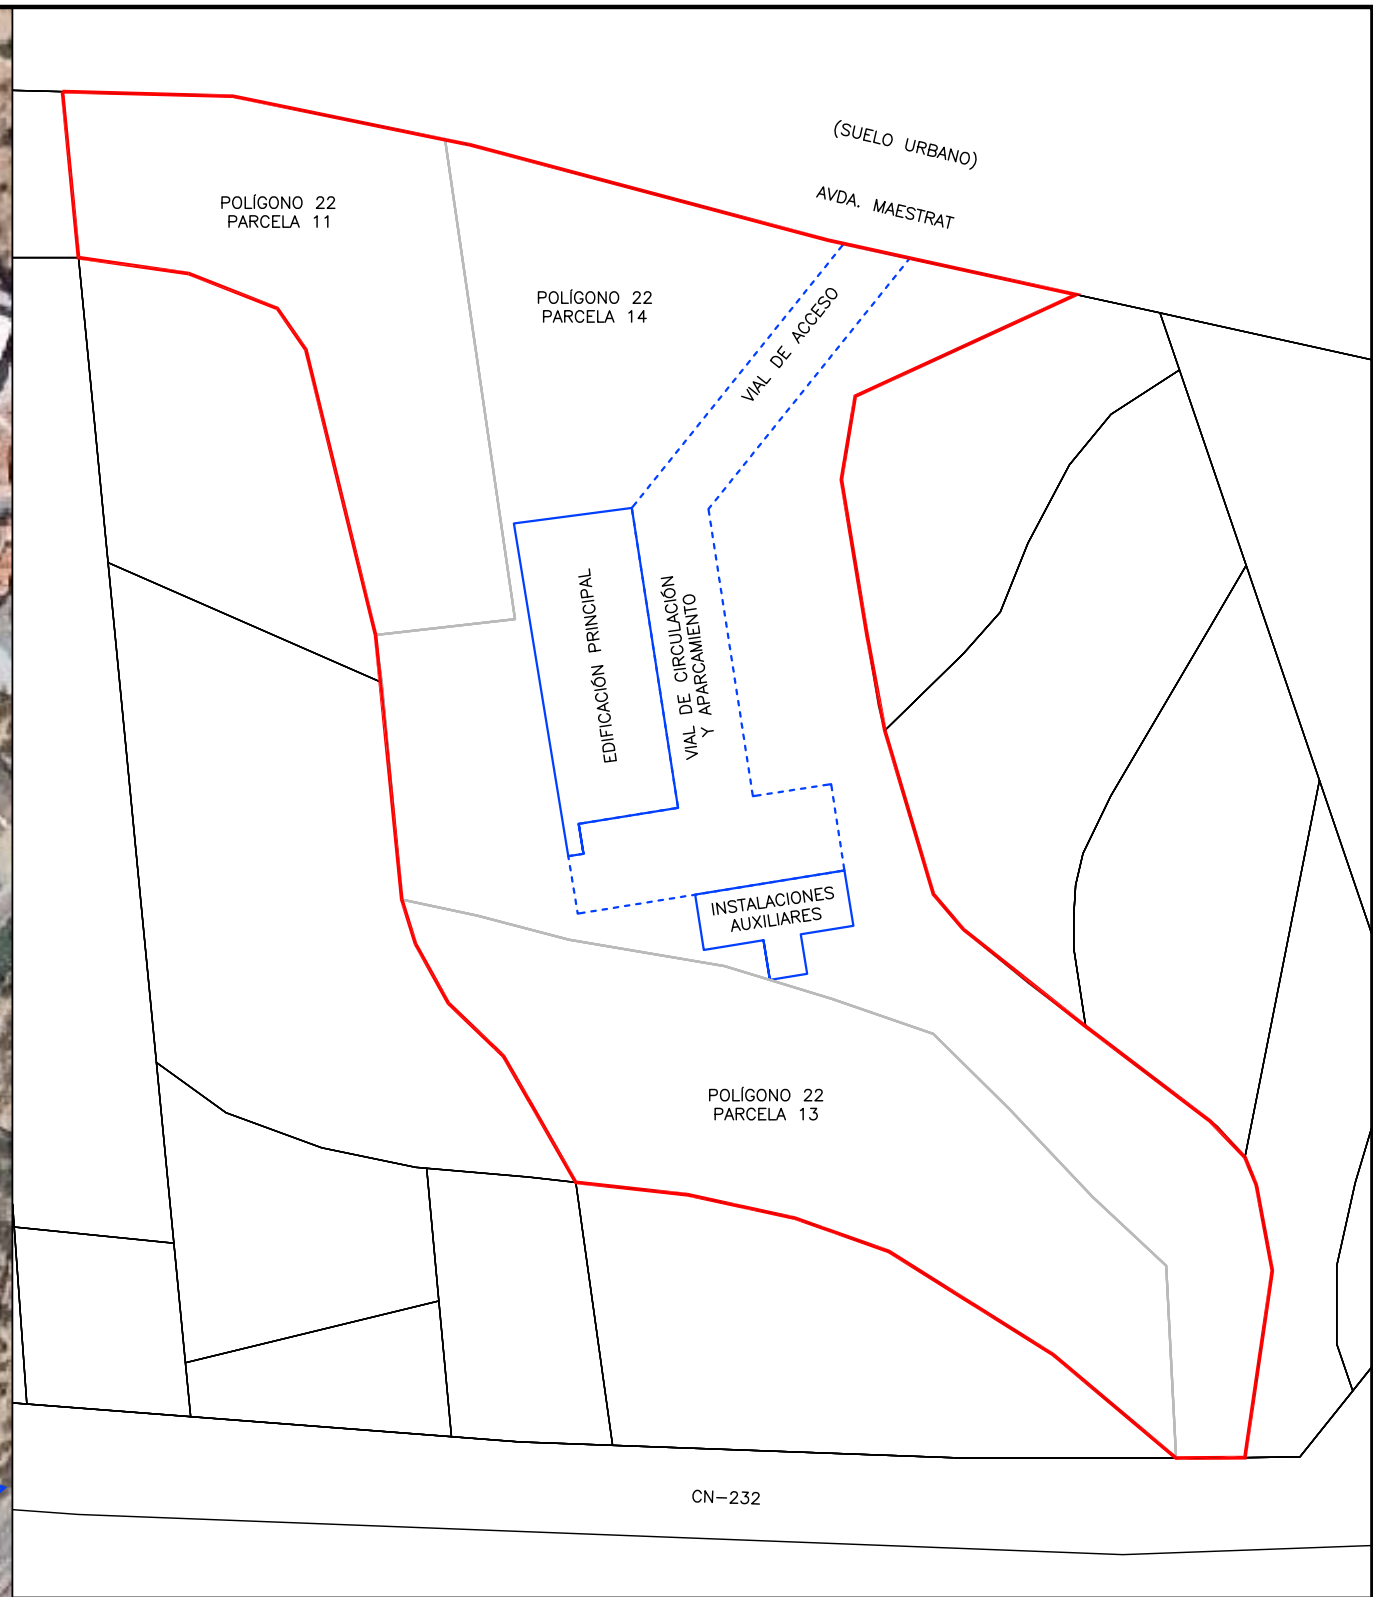 (SUELO URBANO)
AVDA. MAESTRAT
POLÍGONO 22
PARCELA 11
POLÍGONO 22
PARCELA 14
VIAL DE ACCESO
EDIFICACIÓN PRINCIPAL
VIAL DE CIRCULACIÓN
Y APARCAMIENTO
INSTALACIONES
AUXILIARES
POLÍGONO 22
PARCELA 13
CN-232